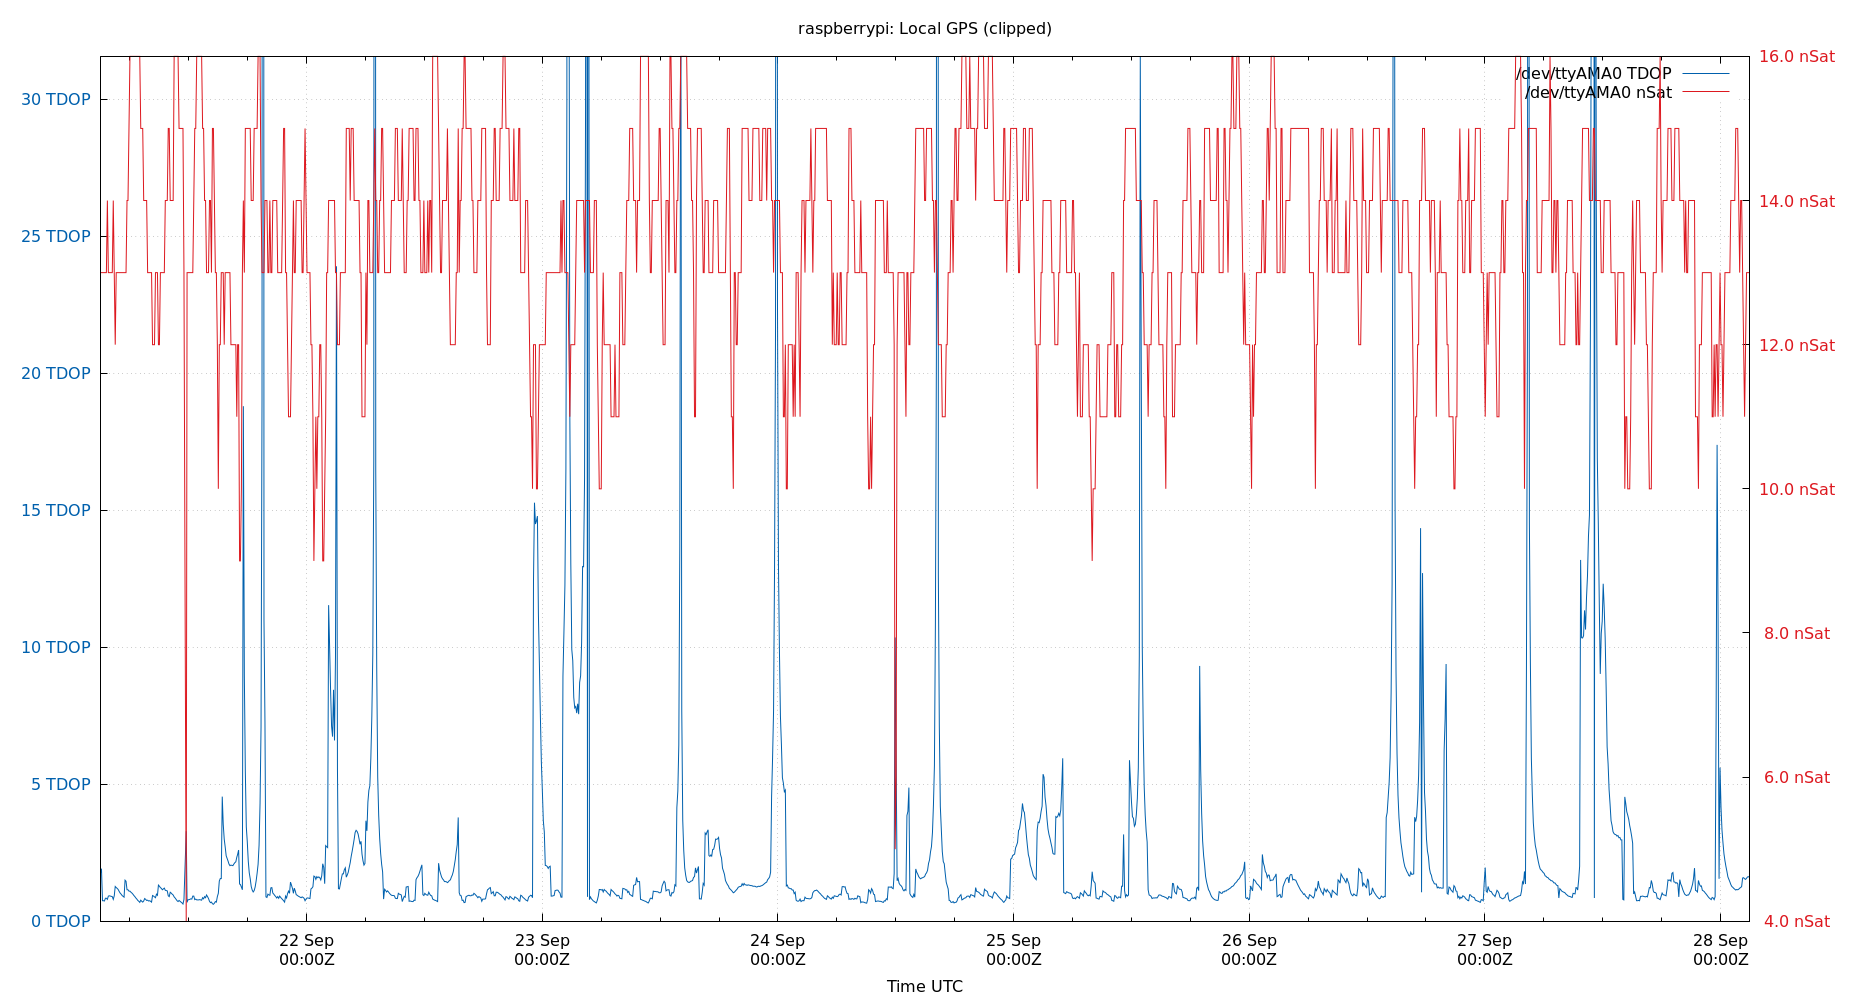 raspberrypi: Local GPS (clipped)
/dev/ttyAMA0 TDOP
/dev/ttyAMA0 nSat
30 TDOP
25 TDOP
20 TDOP
15 TDOP
10 TDOP
5 TDOP
0 TDOP
16.0 nSat
14.0 nSat
12.0 nSat
10.0 nSat
8.0 nSat
6.0 nSat
4.0 nSat
22 Sep
00:00Z
23 Sep
00:00Z
24 Sep
00:00Z
25 Sep
00:00Z
26 Sep
00:00Z
27 Sep
00:00Z
28 Sep
00:00Z
Time UTC